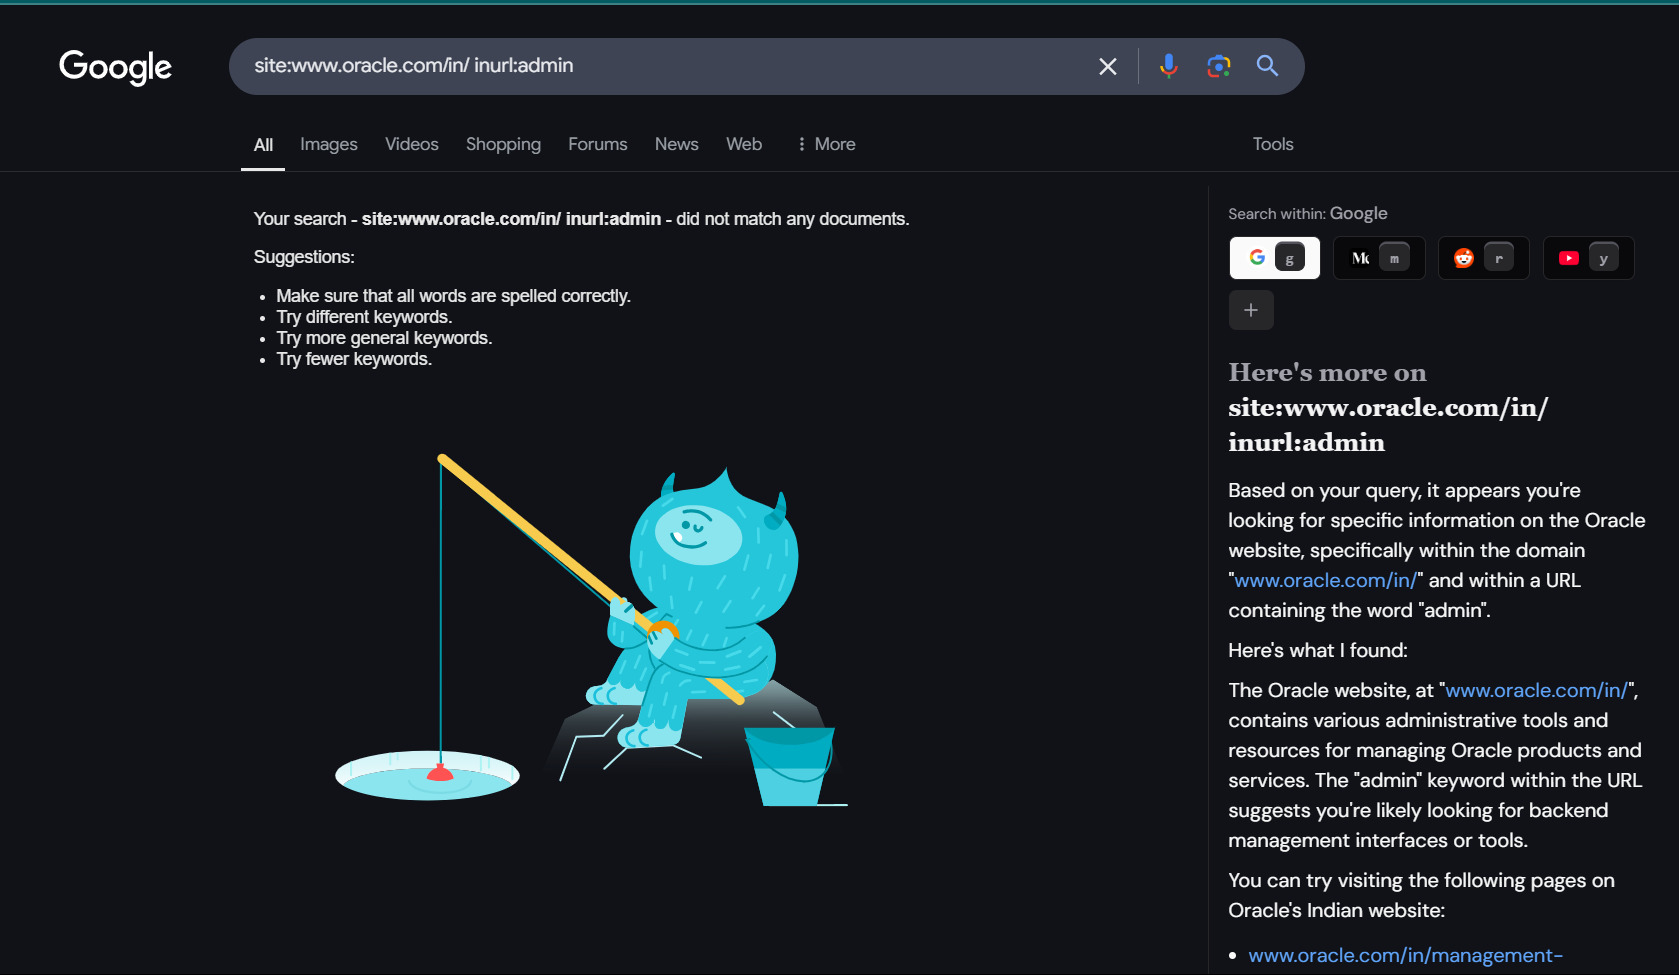 Google
site:www.oracle.com/in/ inurl:admin
All Images Videos Shopping Forums News Web More Tools
Your search - site:www.oracle.com/in/ inurl:admin - did not match any documents.
Suggestions:
• Make sure that all words are spelled correctly.
• Try different keywords.
• Try more general keywords.
• Try fewer keywords.
Search within: Google
G g M m r y
+
Here's more on
site:www.oracle.com/in/
inurl:admin
Based on your query, it appears you're
looking for specific information on the Oracle
website, specifically within the domain
"www.oracle.com/in/" and within a URL
containing the word "admin".
Here's what I found:
The Oracle website, at "www.oracle.com/in/",
contains various administrative tools and
resources for managing Oracle products and
services. The "admin" keyword within the URL
suggests you're likely looking for backend
management interfaces or tools.
You can try visiting the following pages on
Oracle's Indian website:
• www.oracle.com/in/management-